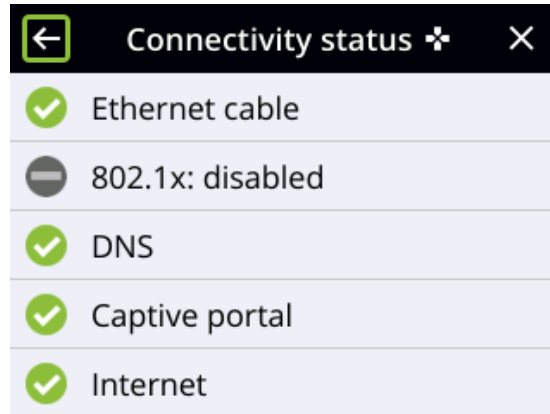 Connectivity status
Ethernet cable
802.1x: disabled
DNS
Captive portal
Internet